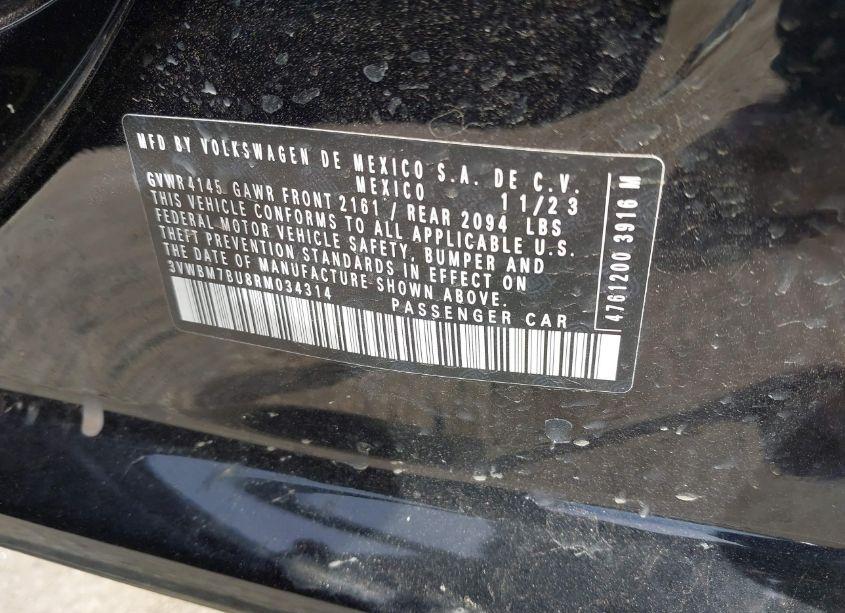 MFD BY VOLKSWAGEN DE MEXICO S.A. DE C.V.
MEXICO 11/23
GVWR 4145 GAWR FRONT 2161 / REAR 2094 LBS
THIS VEHICLE CONFORMS TO ALL APPLICABLE U.S.
FEDERAL MOTOR VEHICLE SAFETY, BUMPER AND
THEFT PREVENTION STANDARDS IN EFFECT ON
THE DATE OF MANUFACTURE SHOWN ABOVE.
3VWBM7BU8RM034314
PASSENGER CAR
4761200 3916 M